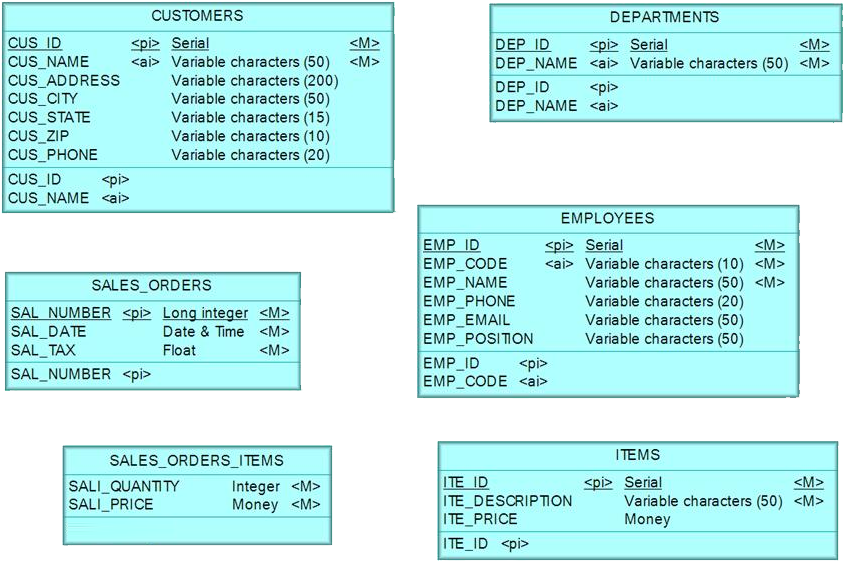 CUSTOMERS
CUS_ID <pi> Serial <M>
CUS_NAME <ai> Variable characters (50) <M>
CUS_ADDRESS Variable characters (200)
CUS_CITY Variable characters (50)
CUS_STATE Variable characters (15)
CUS_ZIP Variable characters (10)
CUS_PHONE Variable characters (20)
CUS_ID <pi>
CUS_NAME <ai>
DEPARTMENTS
DEP_ID <pi> Serial <M>
DEP_NAME <ai> Variable characters (50) <M>
DEP_ID <pi>
DEP_NAME <ai>
EMPLOYEES
EMP_ID <pi> Serial <M>
EMP_CODE <ai> Variable characters (10) <M>
EMP_NAME Variable characters (50) <M>
EMP_PHONE Variable characters (20)
EMP_EMAIL Variable characters (50)
EMP_POSITION Variable characters (50)
EMP_ID <pi>
EMP_CODE <ai>
SALES_ORDERS
SAL_NUMBER <pi> Long integer <M>
SAL_DATE Date & Time <M>
SAL_TAX Float <M>
SAL_NUMBER <pi>
SALES_ORDERS_ITEMS
SALI_QUANTITY Integer <M>
SALI_PRICE Money <M>
ITEMS
ITE_ID <pi> Serial <M>
ITE_DESCRIPTION Variable characters (50) <M>
ITE_PRICE Money
ITE_ID <pi>